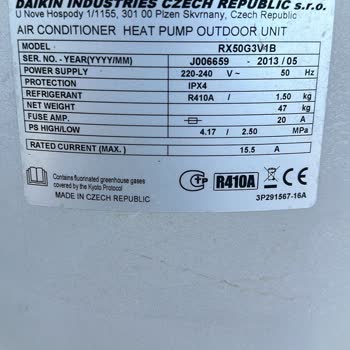 DAIKIN INDUSTRIES CZECH REPUBLIC s.r.o.
U Nove Hospody 1/1155, 301 00 Plzen Skvrnany, Czech Republic
AIR CONDITIONER HEAT PUMP OUTDOOR UNIT
MODEL RX50G3V1B
SER. NO. - YEAR(YYYY/MM) J006659 - 2013 / 05
POWER SUPPLY 220-240 V ~ 50 Hz
PROTECTION IPX4
REFRIGERANT R410A / 1.50 kg
NET WEIGHT 47 kg
FUSE AMP. 20 A
PS HIGH/LOW 4.17 / 2.50 MPa
RATED CURRENT (MAX.) 15.5 A
Contains fluorinated greenhouse gases
covered by the Kyoto Protocol
MADE IN CZECH REPUBLIC
CE
R410A
3P291567-16A